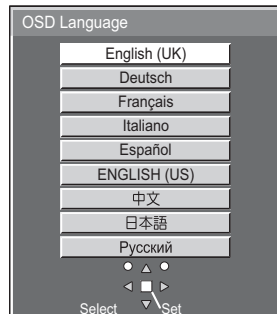 OSD Language
English (UK)
Deutsch
Français
Italiano
Español
ENGLISH (US)
中文
日本語
Русский
Select Set